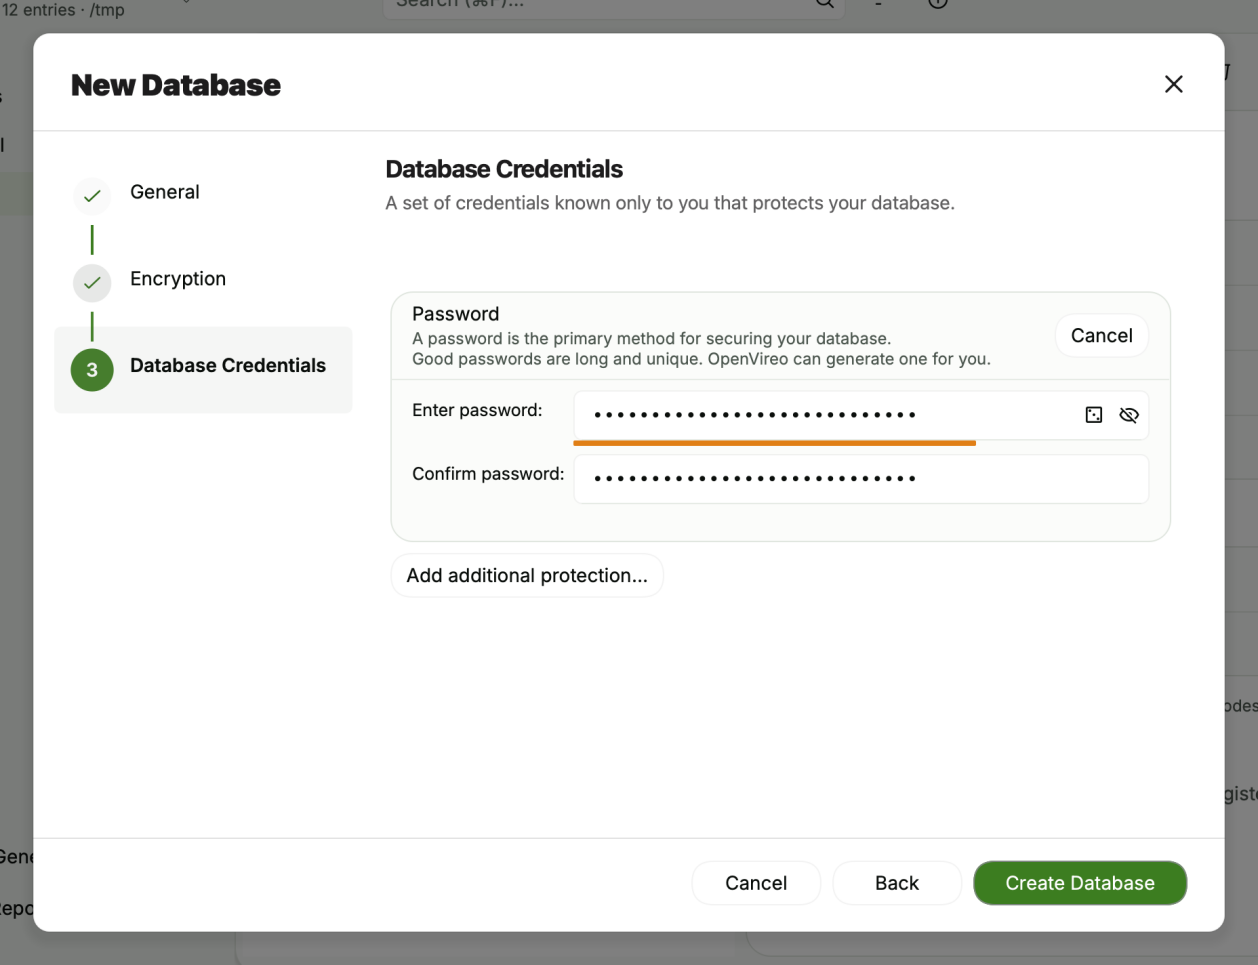 12 entries · /tmp
Search (⌘F)...
New Database
General
Encryption
3
Database Credentials
Database Credentials
A set of credentials known only to you that protects your database.
Password
A password is the primary method for securing your database.
Good passwords are long and unique. OpenVireo can generate one for you.
Cancel
Enter password:
Confirm password:
Add additional protection...
Cancel
Back
Create Database